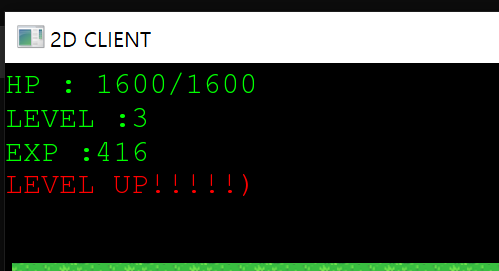 2D CLIENT
HP : 1600/1600
LEVEL :3
EXP :416
LEVEL UP!!!!!)